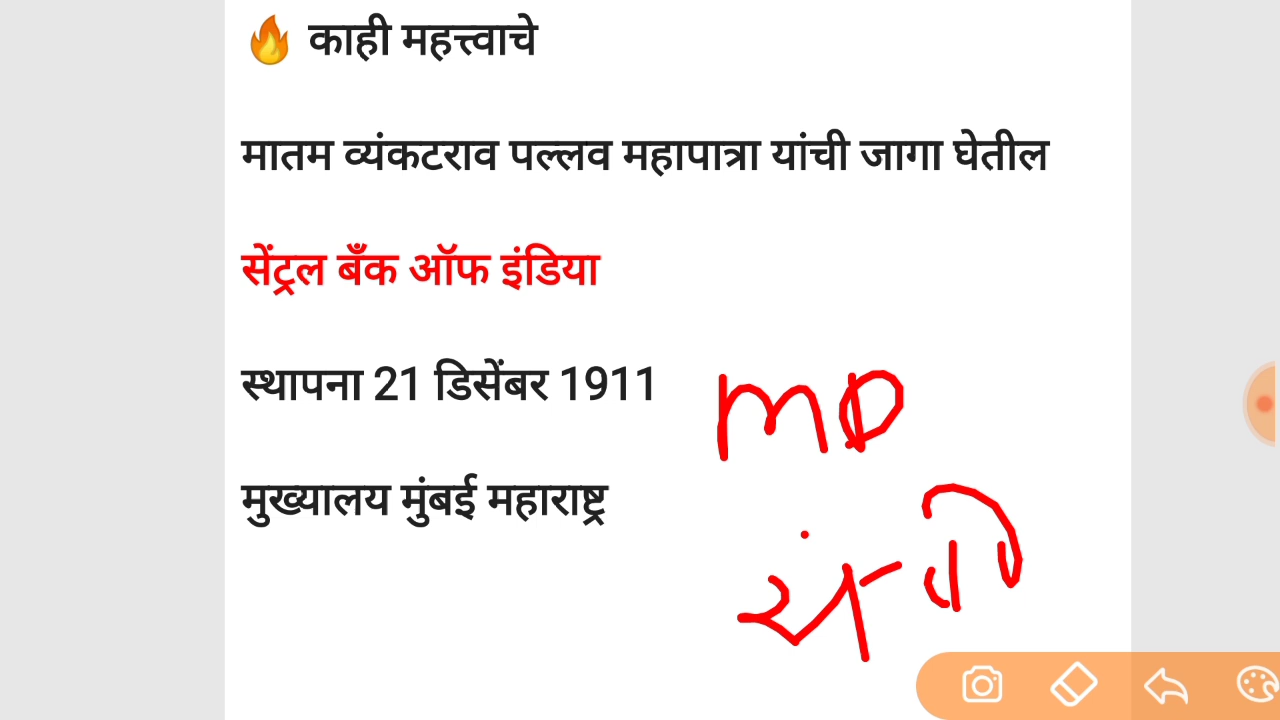 🔥 काही महत्त्वाचे
मातम व्यंकटराव पल्लव महापात्रा यांची जागा घेतील
सेंट्रल बँक ऑफ इंडिया
स्थापना 21 डिसेंबर 1911
MD
मुख्यालय मुंबई महाराष्ट्र